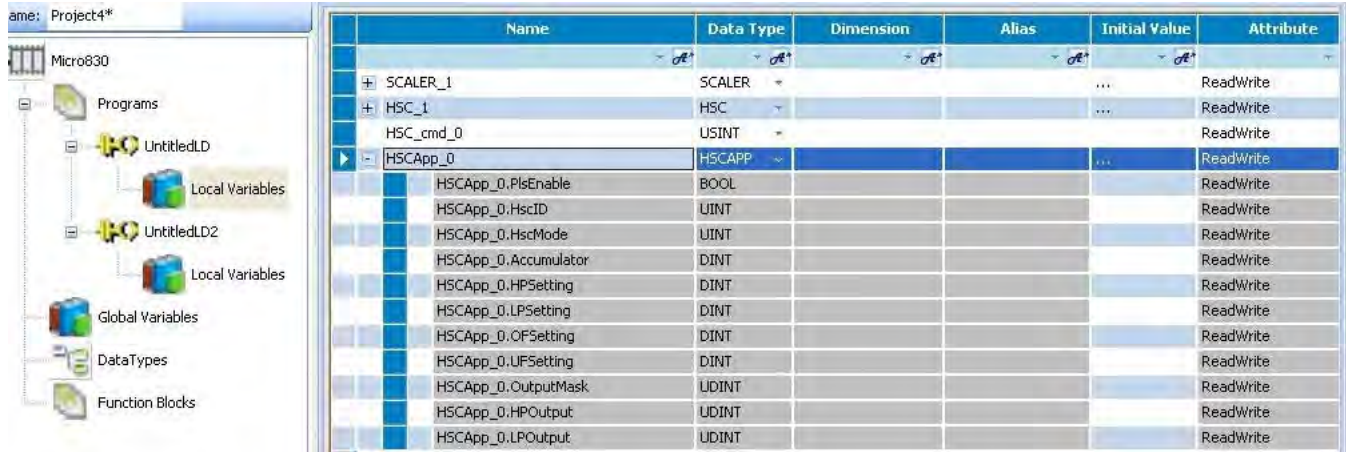 ame: Project4*
Micro830
Programs
UntitledLD
Local Variables
UntitledLD2
Local Variables
Global Variables
DataTypes
Function Blocks
Name Data Type Dimension Alias Initial Value Attribute
SCALER_1 SCALER ... ReadWrite
HSC_1 HSC ... ReadWrite
HSC_cmd_0 USINT ReadWrite
HSCApp_0 HSCAPP ... ReadWrite
HSCApp_0.PlsEnable BOOL ReadWrite
HSCApp_0.HscID UINT ReadWrite
HSCApp_0.HscMode UINT ReadWrite
HSCApp_0.Accumulator DINT ReadWrite
HSCApp_0.HPSetting DINT ReadWrite
HSCApp_0.LPSetting DINT ReadWrite
HSCApp_0.OFSetting DINT ReadWrite
HSCApp_0.UFSetting DINT ReadWrite
HSCApp_0.OutputMask UDINT ReadWrite
HSCApp_0.HPOutput UDINT ReadWrite
HSCApp_0.LPOutput UDINT ReadWrite